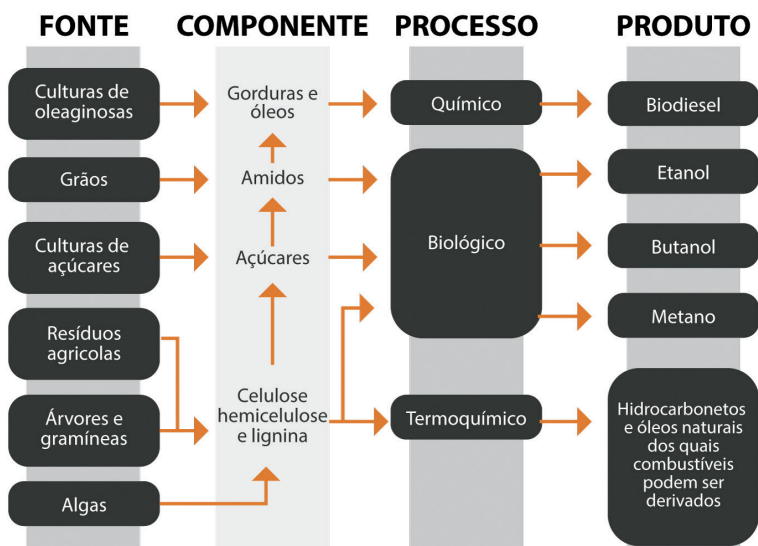 FONTE
COMPONENTE
PROCESSO
PRODUTO
Culturas de
oleaginosas
Gorduras e
óleos
Químico
Biodiesel
Grãos
Amidos
Etanol
Culturas de
açúcares
Açúcares
Biológico
Butanol
Metano
Resíduos
agricolas
Árvores e
gramíneas
Celulose
hemicelulose
e lignina
Termoquímico
Hidrocarbonetos
e óleos naturais
dos quais
combustíveis
podem ser
derivados
Algas